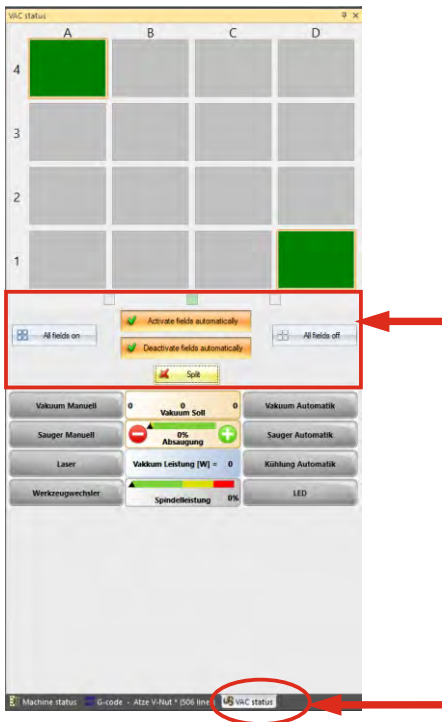 VAC status
A B C D
4
3
2
1
All fields on
Activate fields automatically
All fields off
Deactivate fields automatically
Split
Vakuum Manuell
0 0 0
Vakuum Soll
Vakuum Automatik
Sauger Manuell
0%
Absaugung
Sauger Automatik
Laser
Vakkum Leistung [W] = 0
Kühlung Automatik
Werkzeugwechsler
Spindelleistung 0%
LED
Machine status
G-code - Atze V-Nut * (506 line
VAC status